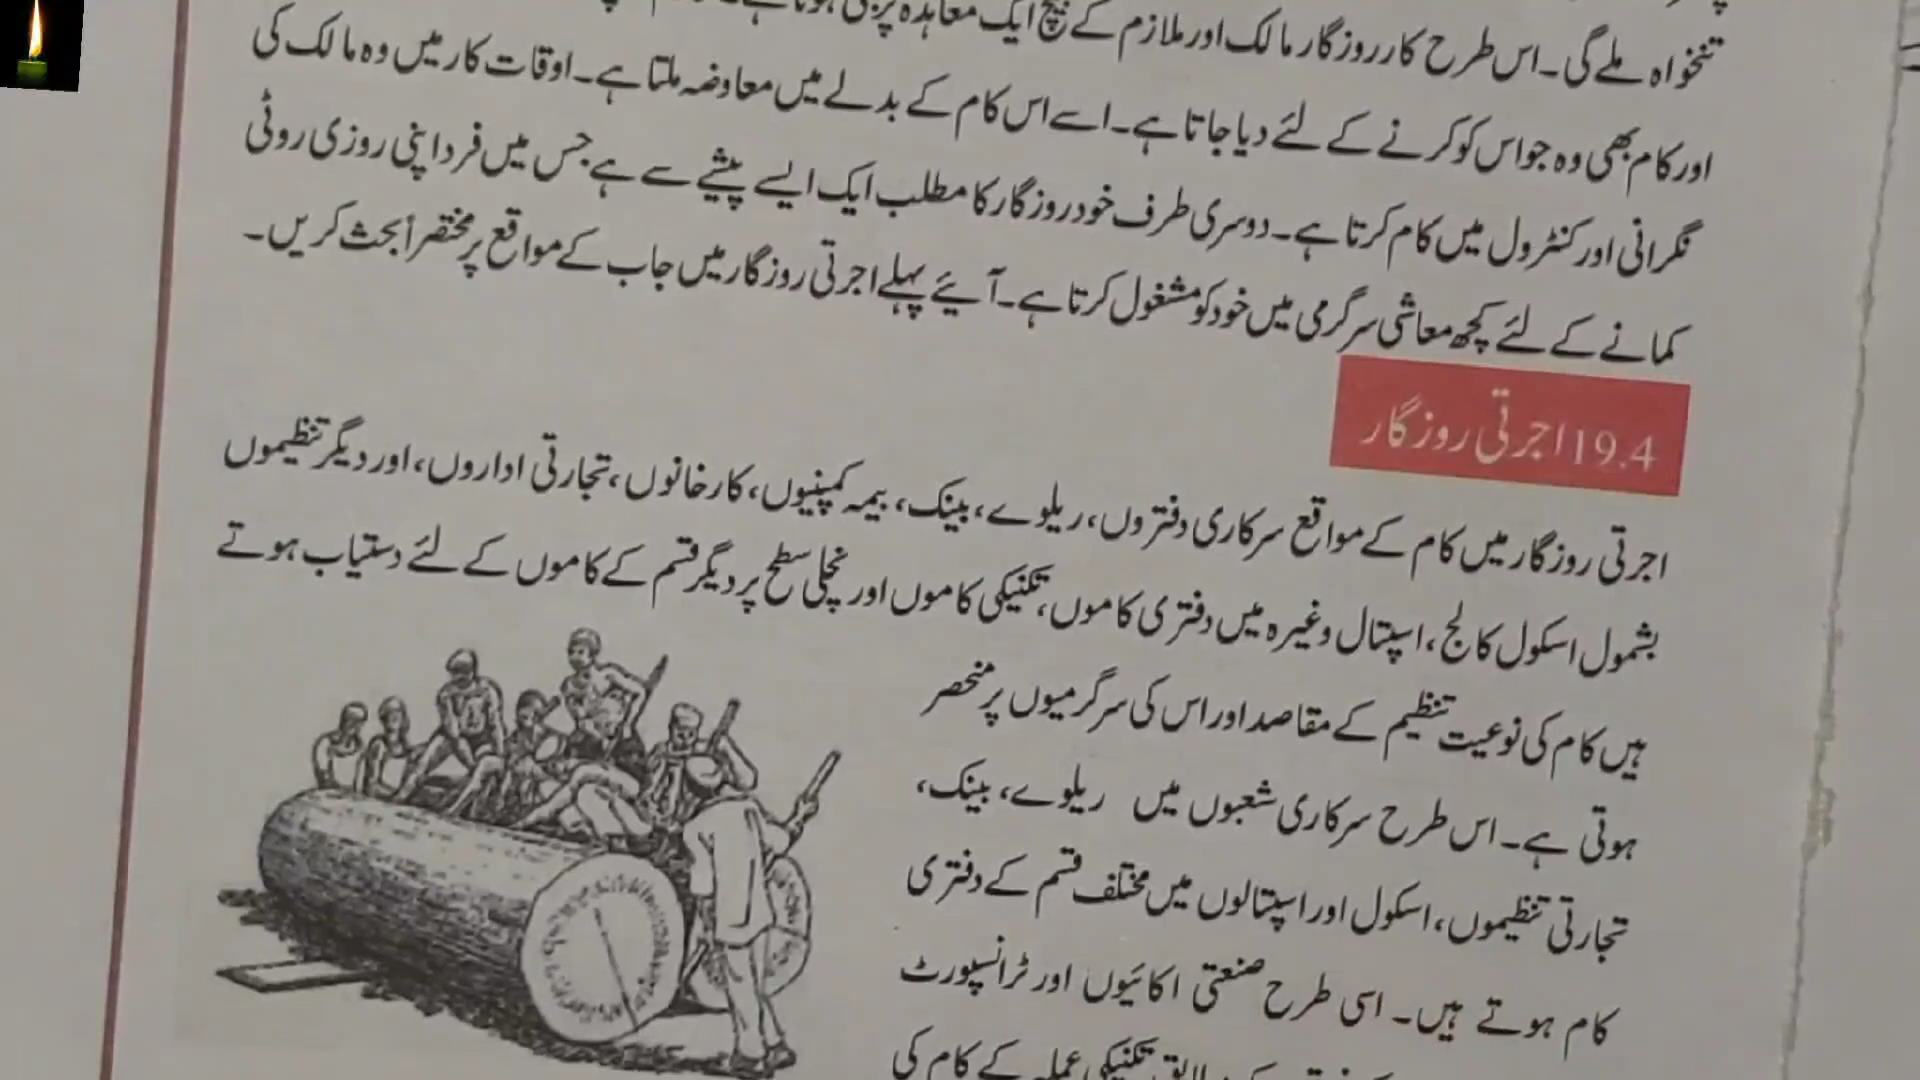 تنخواہ ملے گی۔ اس طرح کار روزگار مالک اور ملازم کے بیچ ایک معاہدہ پر
اور کام بھی وہ جو اس کو کرنے کے لئے دیا جاتا ہے۔ اسے اس کام کے بدلے میں معاوضہ ملتا ہے۔ اوقات کار میں وہ مالک کی
نگرانی اور کنٹرول میں کام کرتا ہے۔ دوسری طرف خود روزگار کا مطلب ایک ایسے پیشے سے ہے جس میں فرد اپنی روزی روٹی
کمانے کے لئے کچھ معاشی سرگرمی میں خود کو مشغول کرتا ہے۔ آیئے پہلے اجرتی روزگار میں جاب کے مواقع پر مختصراً بحث کریں۔
19.4 اجرتی روزگار
اجرتی روزگار میں کام کے مواقع سرکاری دفتروں، ریلوے، بینک، بیمہ کمپنیوں، کارخانوں، تجارتی اداروں، اور دیگر تنظیموں
بشمول اسکول کالج، اسپتال وغیرہ میں دفتری کاموں، تکنیکی کاموں اور نچلی سطح پر دیگر قسم کے کاموں کے لئے دستیاب ہوتے
ہیں کام کی نوعیت تنظیم کے مقاصد اور اس کی سرگرمیوں پر منحصر
ہوتی ہے۔ اس طرح سرکاری شعبوں میں ریلوے، بینک،
تجارتی تنظیموں، اسکول اور اسپتالوں میں مختلف قسم کے دفتری
کام ہوتے ہیں۔ اسی طرح صنعتی اکائیوں اور ٹرانسپورٹ
تکنیکی عملہ کے کام کی